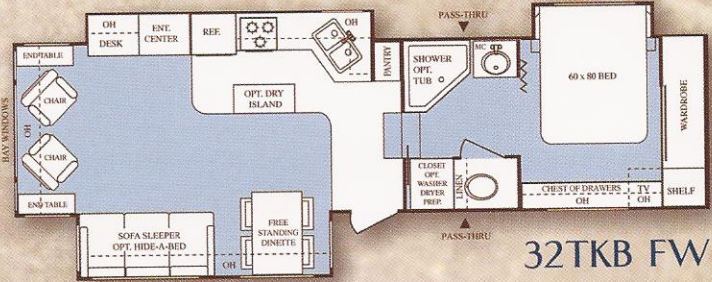 OH
DESK
ENT.
CENTER
REF.
OH
PANTRY
PASS-THRU
SHOWER
OPT.
TUB
MC
60 x 80 BED
WARDROBE
SHELF
ENDTABLE
CHAIR
BAY WINDOWS
OH
CHAIR
ENDTABLE
OPT. DRY
ISLAND
SOFA SLEEPER
OPT. HIDE-A-BED
OH
FREE
STANDING
DINETTE
CLOSET
OPT.
WASHER
DRYER
PREP.
LINEN
CHEST OF DRAWERS
OH
TV
OH
PASS-THRU
32TKB FW